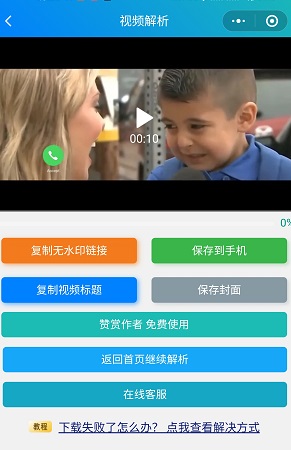 视频解析
00:10
0%
复制无水印链接
保存到手机
复制视频标题
保存封面
赞赏作者 免费使用
返回首页继续解析
在线客服
教程 下载失败了怎么办？ 点我查看解决方式